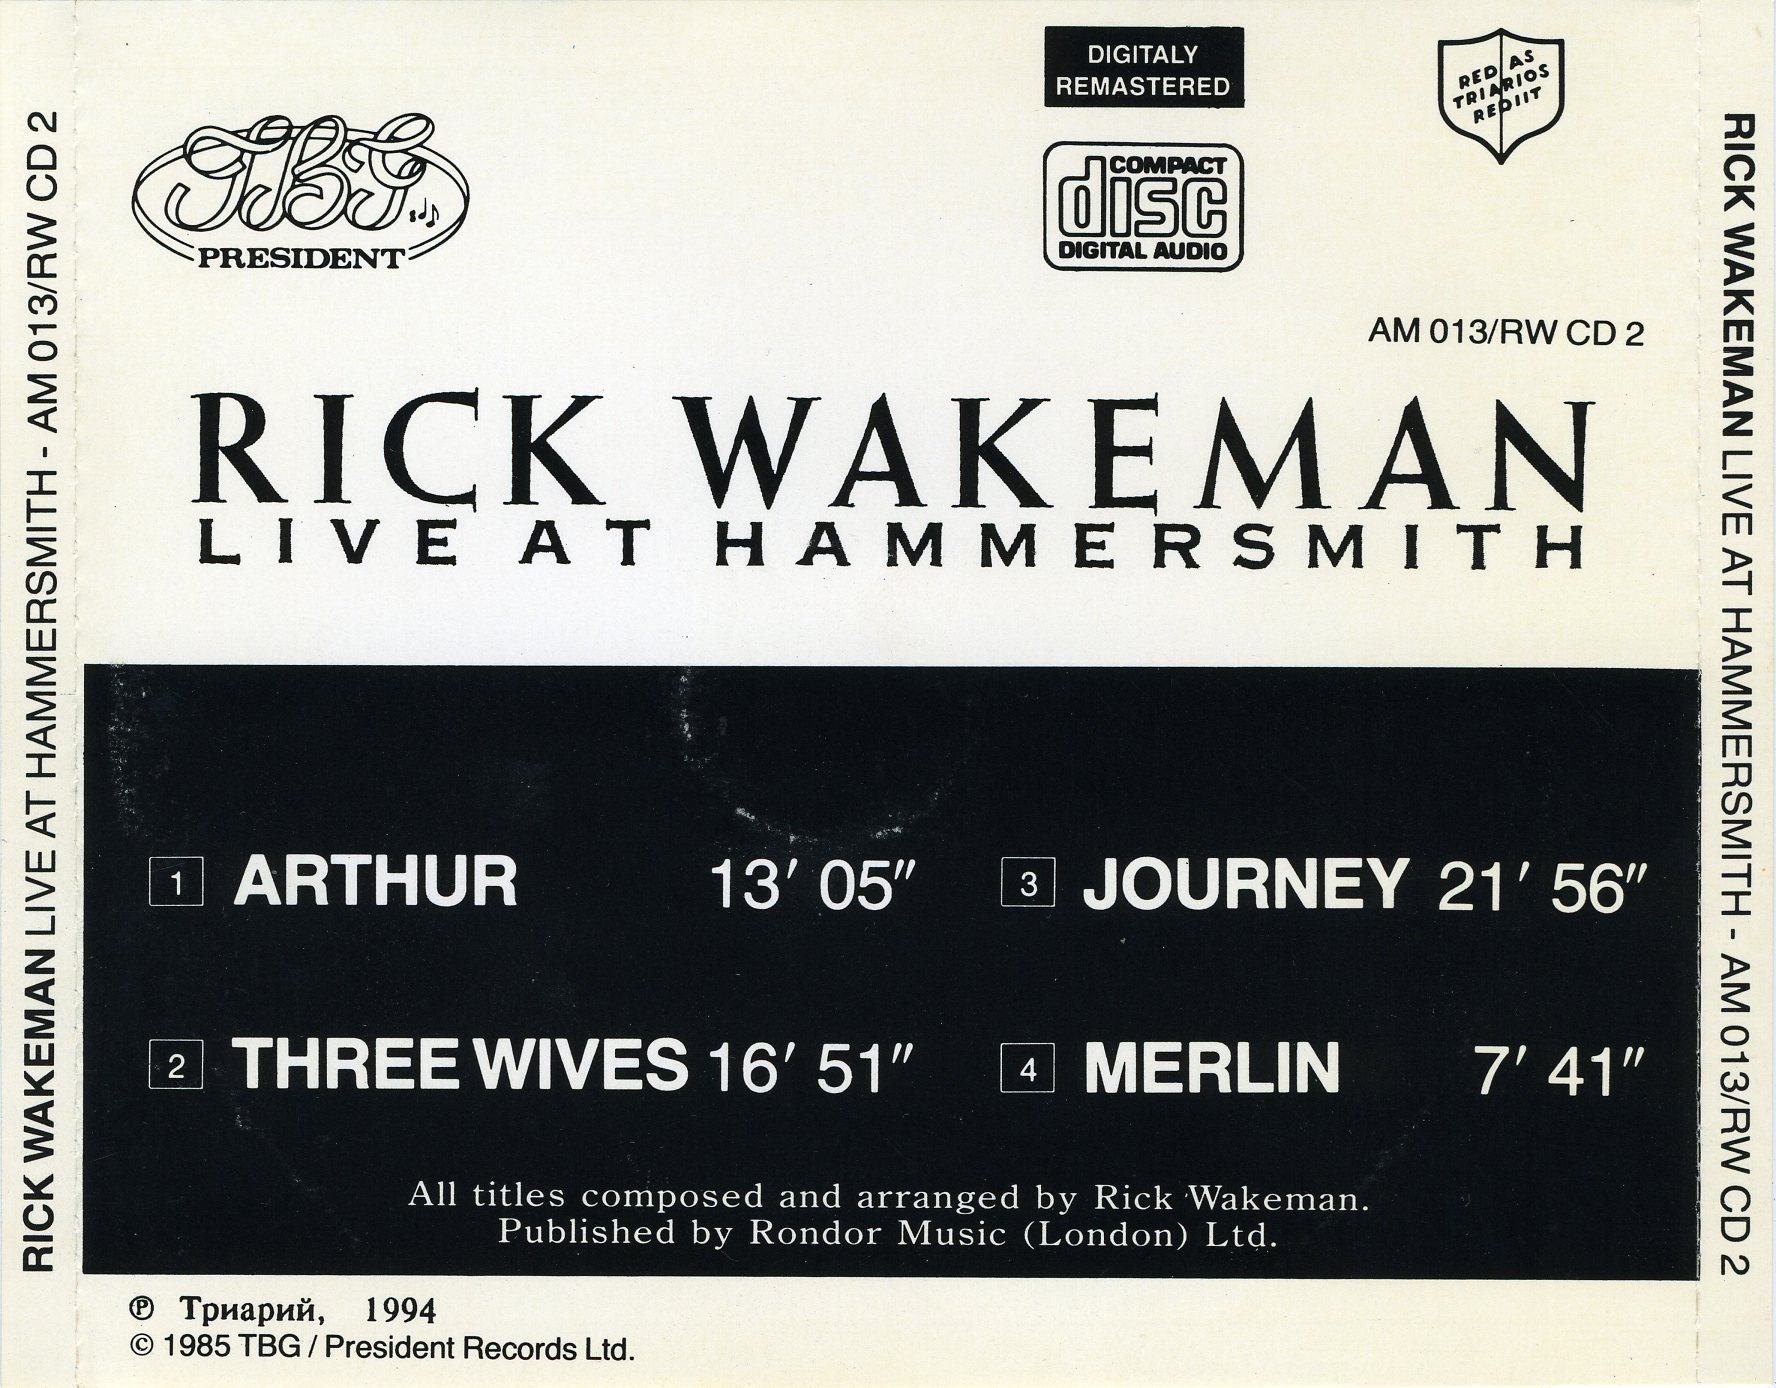 DIGITALY
REMASTERED
RED AS
TRIARIOS
REDIIT
TBG
PRESIDENT
COMPACT
disc
DIGITAL AUDIO
AM 013/RW CD 2
RICK WAKEMAN
LIVE AT HAMMERSMITH
1 ARTHUR 13′ 05″
3 JOURNEY 21′ 56″
2 THREE WIVES 16′ 51″
4 MERLIN 7′ 41″
All titles composed and arranged by Rick Wakeman.
Published by Rondor Music (London) Ltd.
℗ Триарий, 1994
© 1985 TBG / President Records Ltd.
RICK WAKEMAN LIVE AT HAMMERSMITH - AM 013/RW CD 2
RICK WAKEMAN LIVE AT HAMMERSMITH - AM 013/RW CD 2